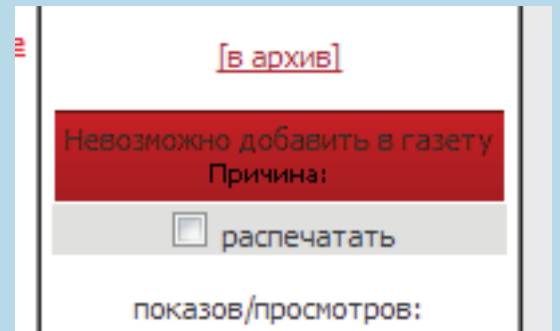 [в архив]
Невозможно добавить в газету
Причина:
распечатать
показов/просмотров: